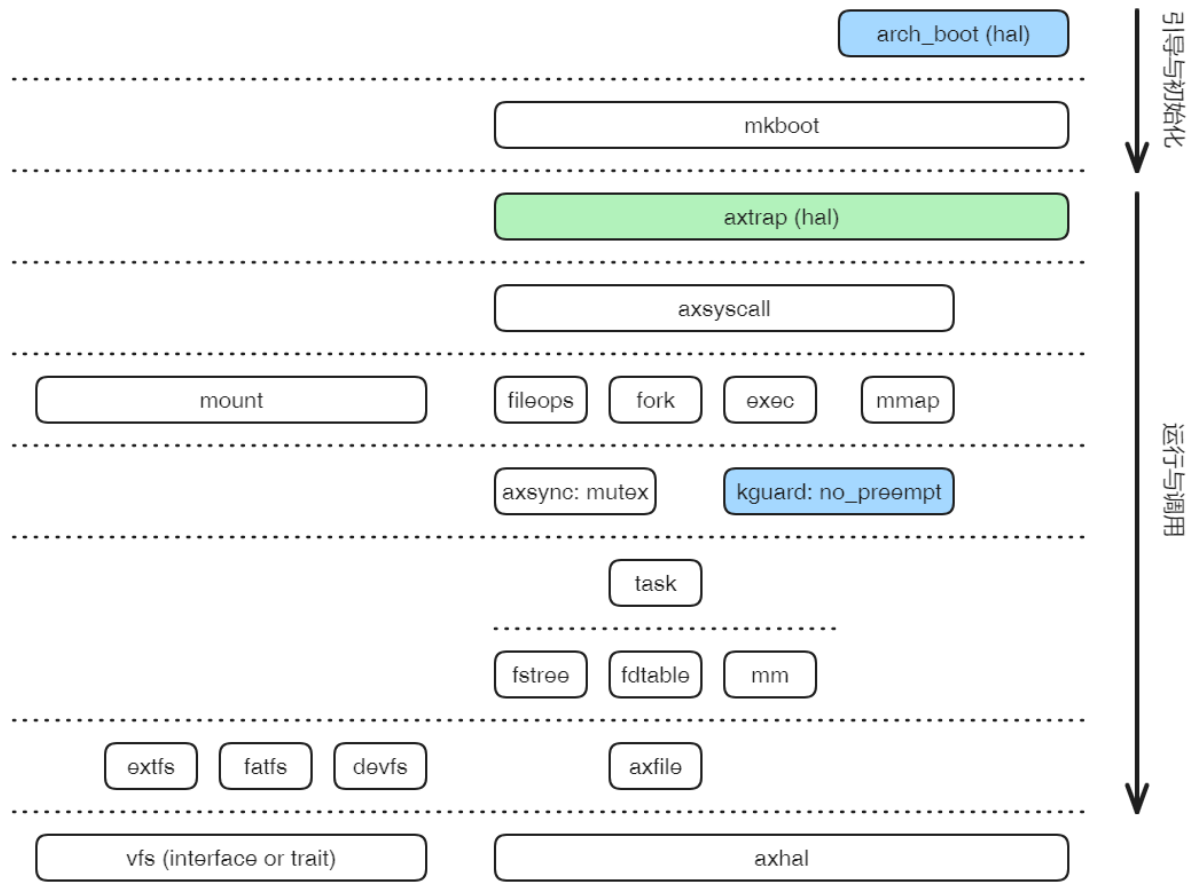 arch_boot (hal)
引导与初始化
mkboot
axtrap (hal)
axsyscall
mount
fileops
fork
exec
mmap
运行与调用
axsync: mutex
kguard: no_preempt
task
fstree
fdtable
mm
extfs
fatfs
devfs
axfile
vfs (interface or trait)
axhal